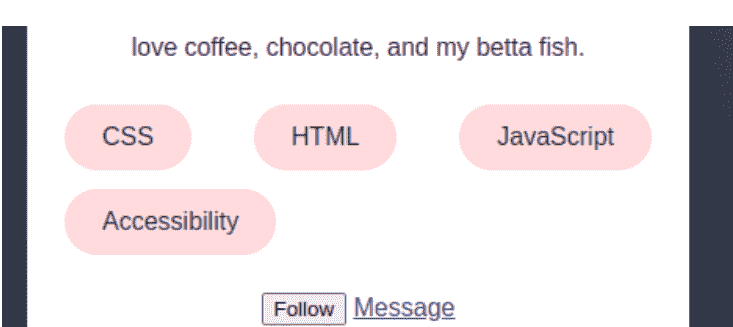 love coffee, chocolate, and my betta fish.
CSS HTML JavaScript
Accessibility
Follow Message